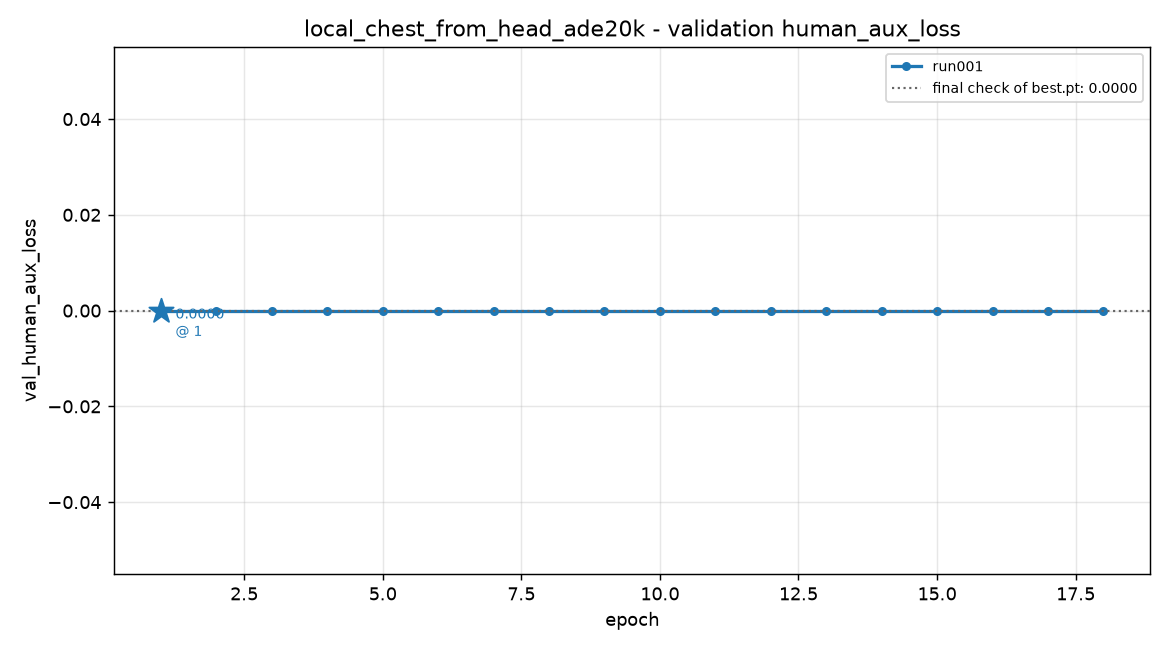 local_chest_from_head_ade20k - validation human_aux_loss
run001
final check of best.pt: 0.0000
val_human_aux_loss
0.04
0.02
0.00
−0.02
−0.04
0.0000
@ 1
2.5
5.0
7.5
10.0
12.5
15.0
17.5
epoch